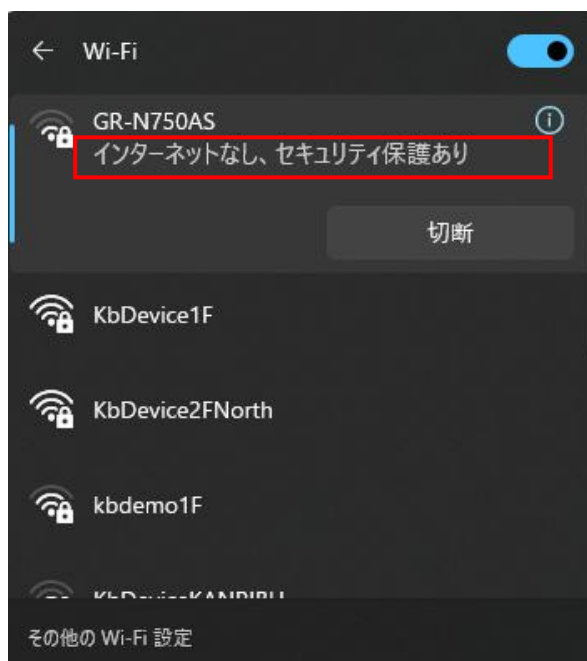 Wi-Fi
GR-N750AS
インターネットなし、セキュリティ保護あり
切断
KbDevice1F
KbDevice2FNorth
kbdemo1F
その他の Wi-Fi 設定